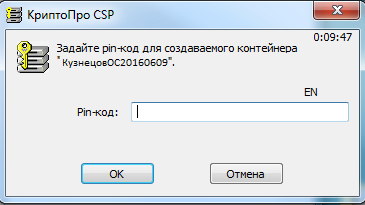 КриптоПро CSP
0:09:47
Задайте pin-код для создаваемого контейнера
"КузнецовОС20160609".
EN
Pin-код:
OK
Отмена